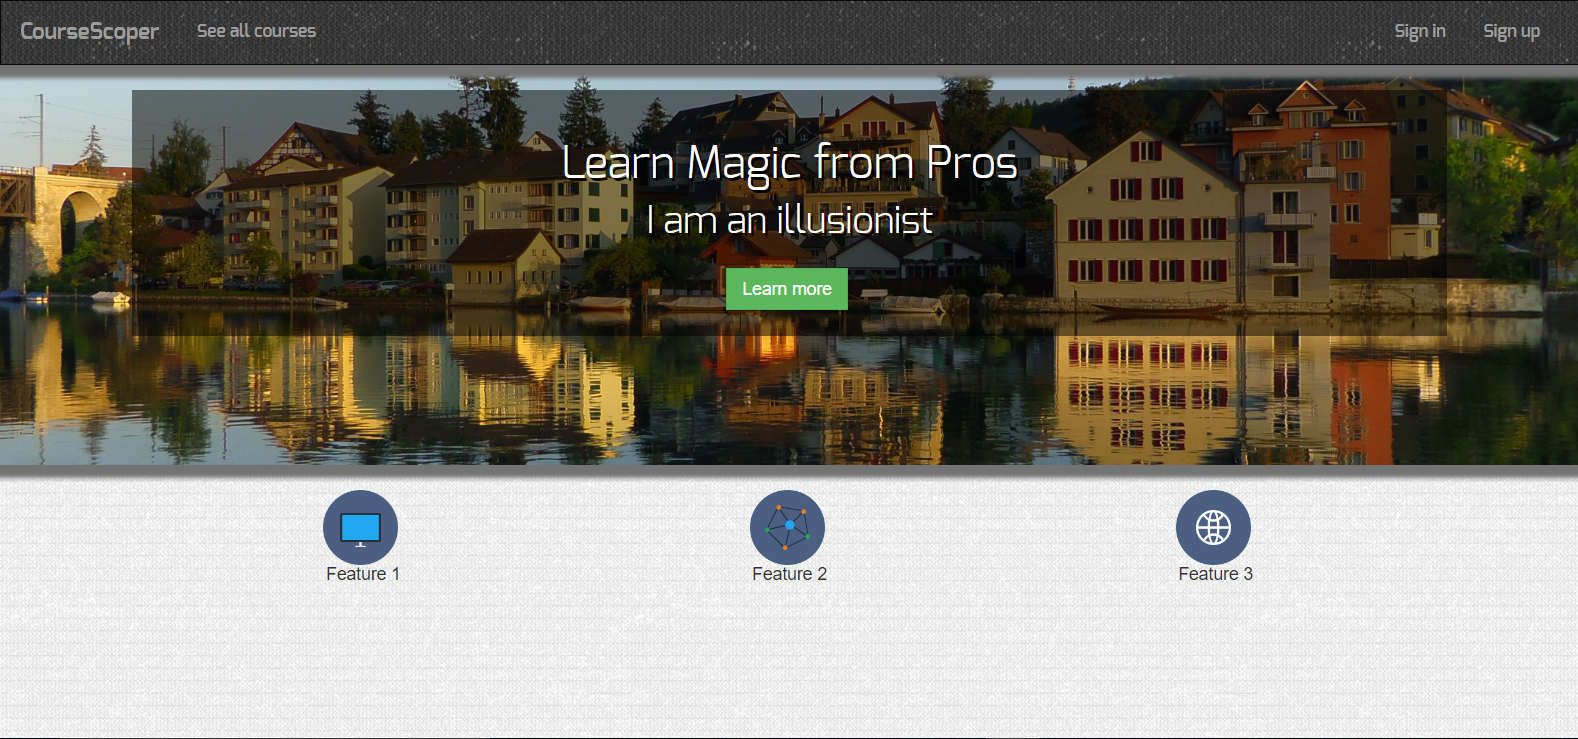 CourseScoper See all courses Sign in Sign up
Learn Magic from Pros
I am an illusionist
Learn more
Feature 1 Feature 2 Feature 3